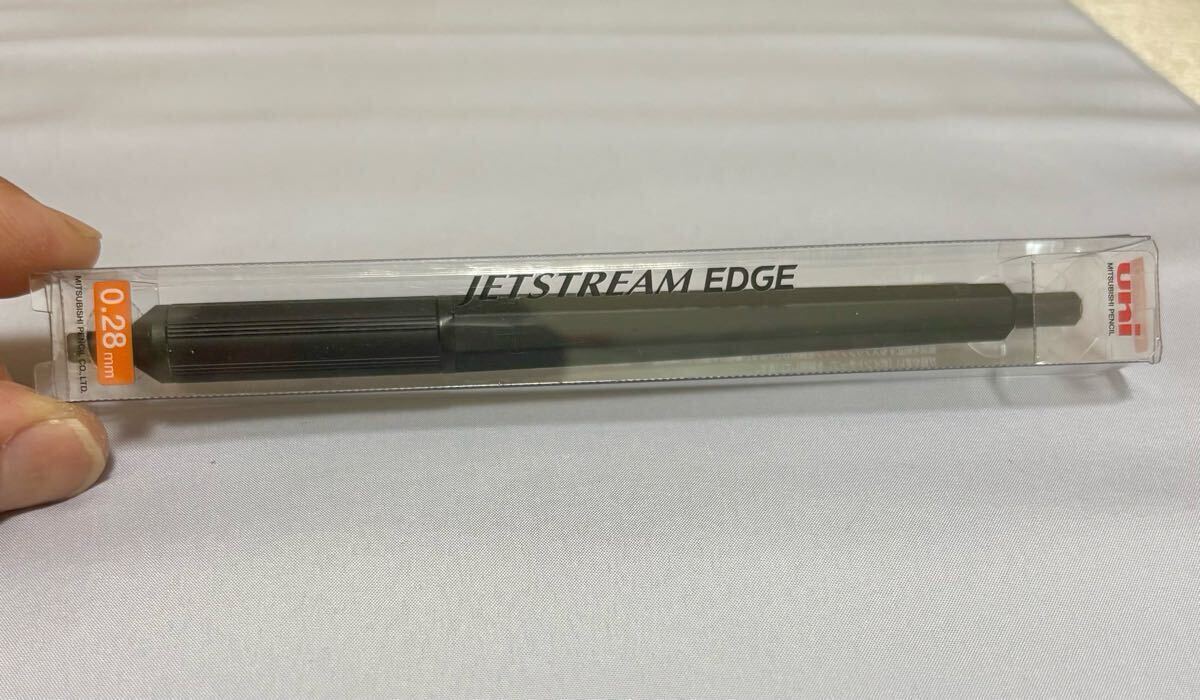 JETSTREAM EDGE
0.28 mm
MITSUBISHI PENCIL CO., LTD.
uni
MITSUBISHI PENCIL